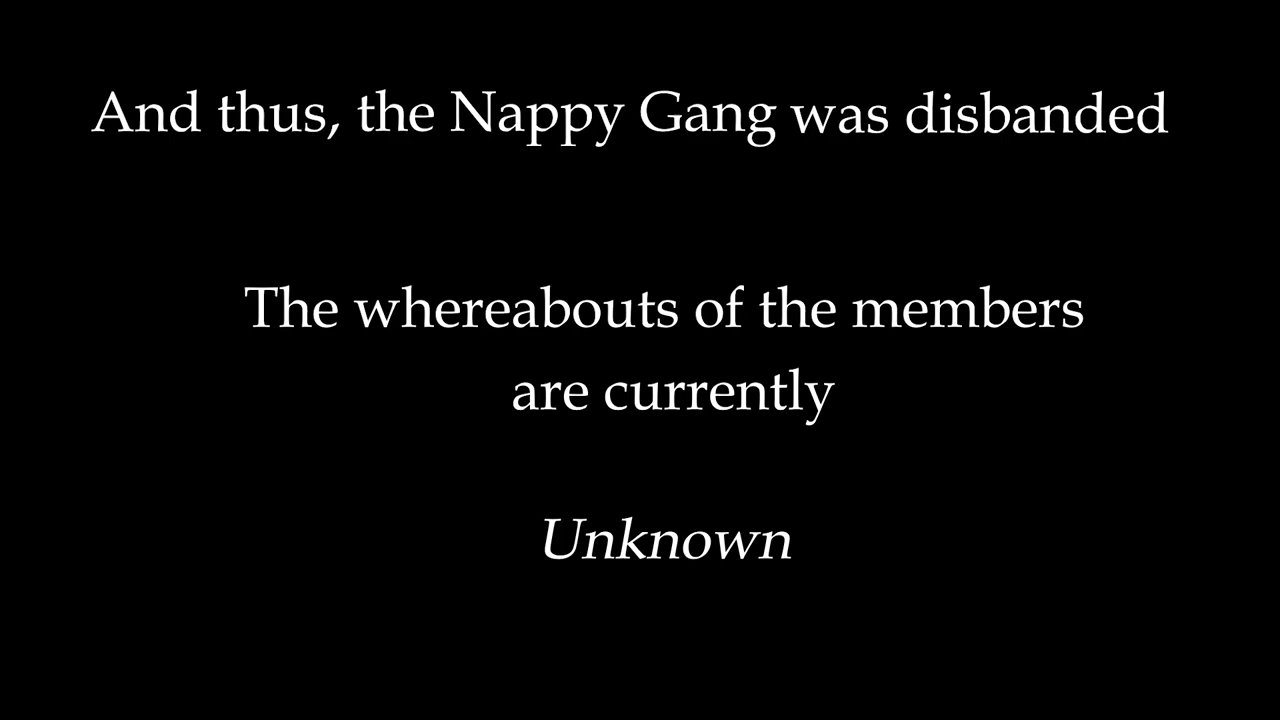 And thus, the Nappy Gang was disbanded
The whereabouts of the members
are currently
Unknown